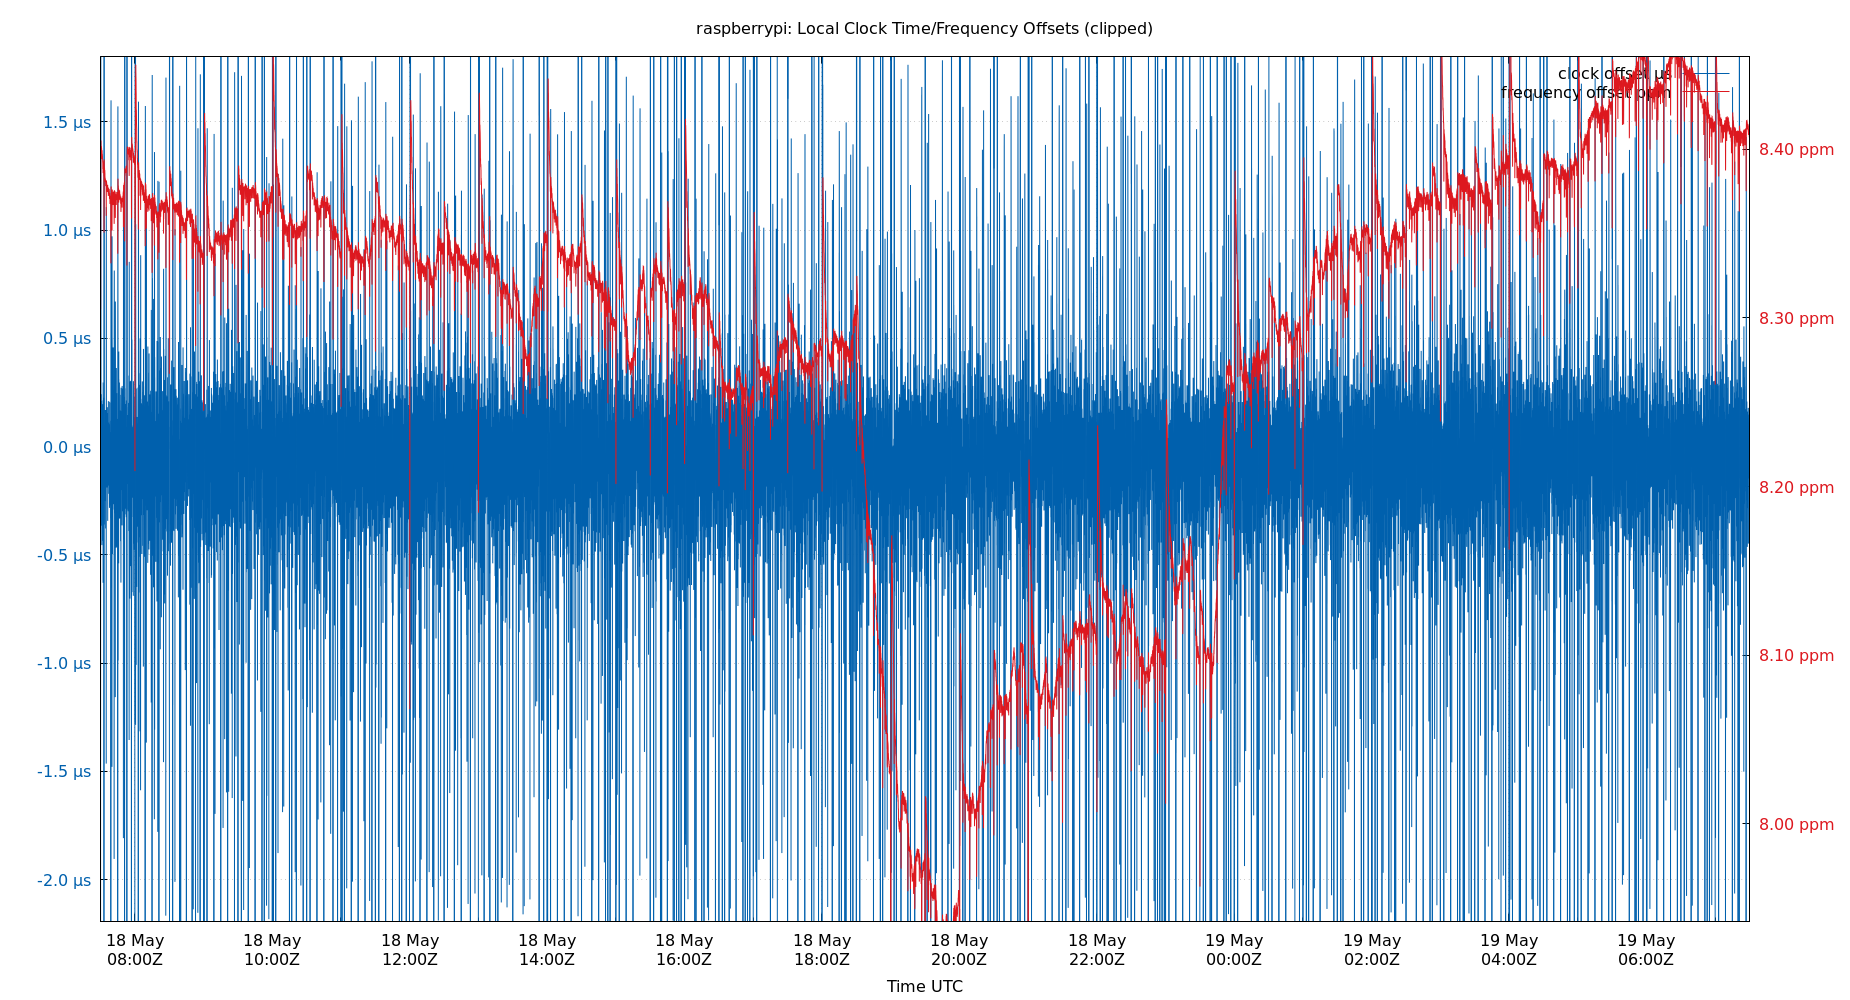 raspberrypi: Local Clock Time/Frequency Offsets (clipped)
clock offset µs
frequency offset ppm
1.5 µs
1.0 µs
0.5 µs
0.0 µs
-0.5 µs
-1.0 µs
-1.5 µs
-2.0 µs
8.40 ppm
8.30 ppm
8.20 ppm
8.10 ppm
8.00 ppm
18 May 18 May 18 May 18 May 18 May 18 May 18 May 18 May 19 May 19 May 19 May 19 May
08:00Z 10:00Z 12:00Z 14:00Z 16:00Z 18:00Z 20:00Z 22:00Z 00:00Z 02:00Z 04:00Z 06:00Z
Time UTC